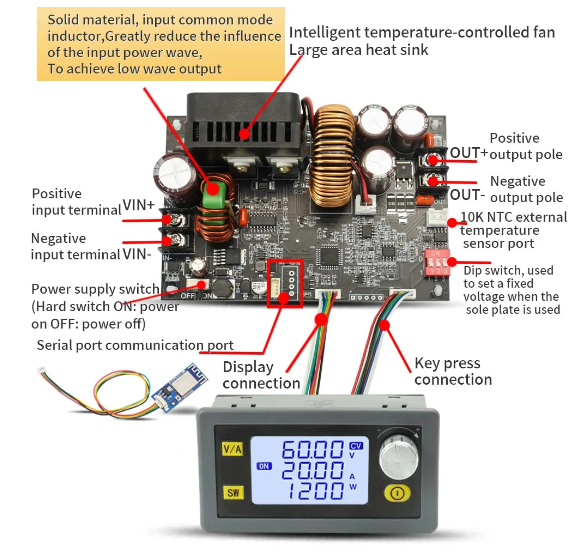 Solid material, input common mode
inductor,Greatly reduce the influence
of the input power wave,
To achieve low wave output
Intelligent temperature-controlled fan
Large area heat sink
Positive
input terminal
VIN+
Negative
input terminal
VIN-
IN-
OUT+
Positive
output pole
OUT-
Negative
output pole
OUT
10K NTC external
temperature
sensor port
Dip switch, used
to set a fixed
voltage when the
sole plate is used
Power supply switch
(Hard switch ON: power
on OFF: power off)
OFF
ON
Serial port communication port
Display
connection
Key press
connection
V/A
60.00 V
CV
ON
20.00 A
1200 W
SW